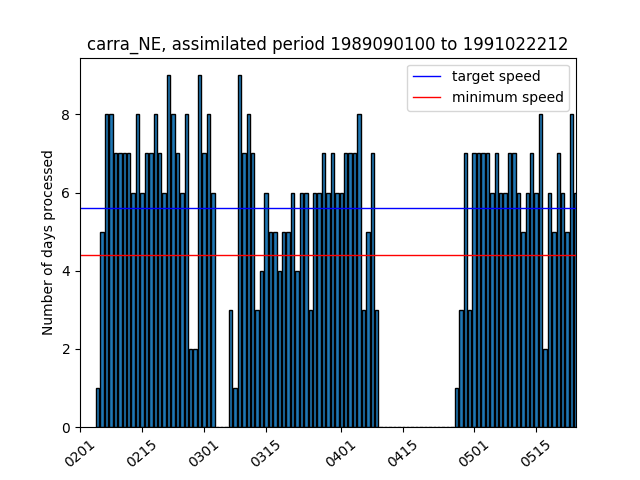 carra_NE, assimilated period 1989090100 to 1991022212
target speed
minimum speed
Number of days processed
8
6
4
2
0
0201 0215 0301 0315 0401 0415 0501 0515